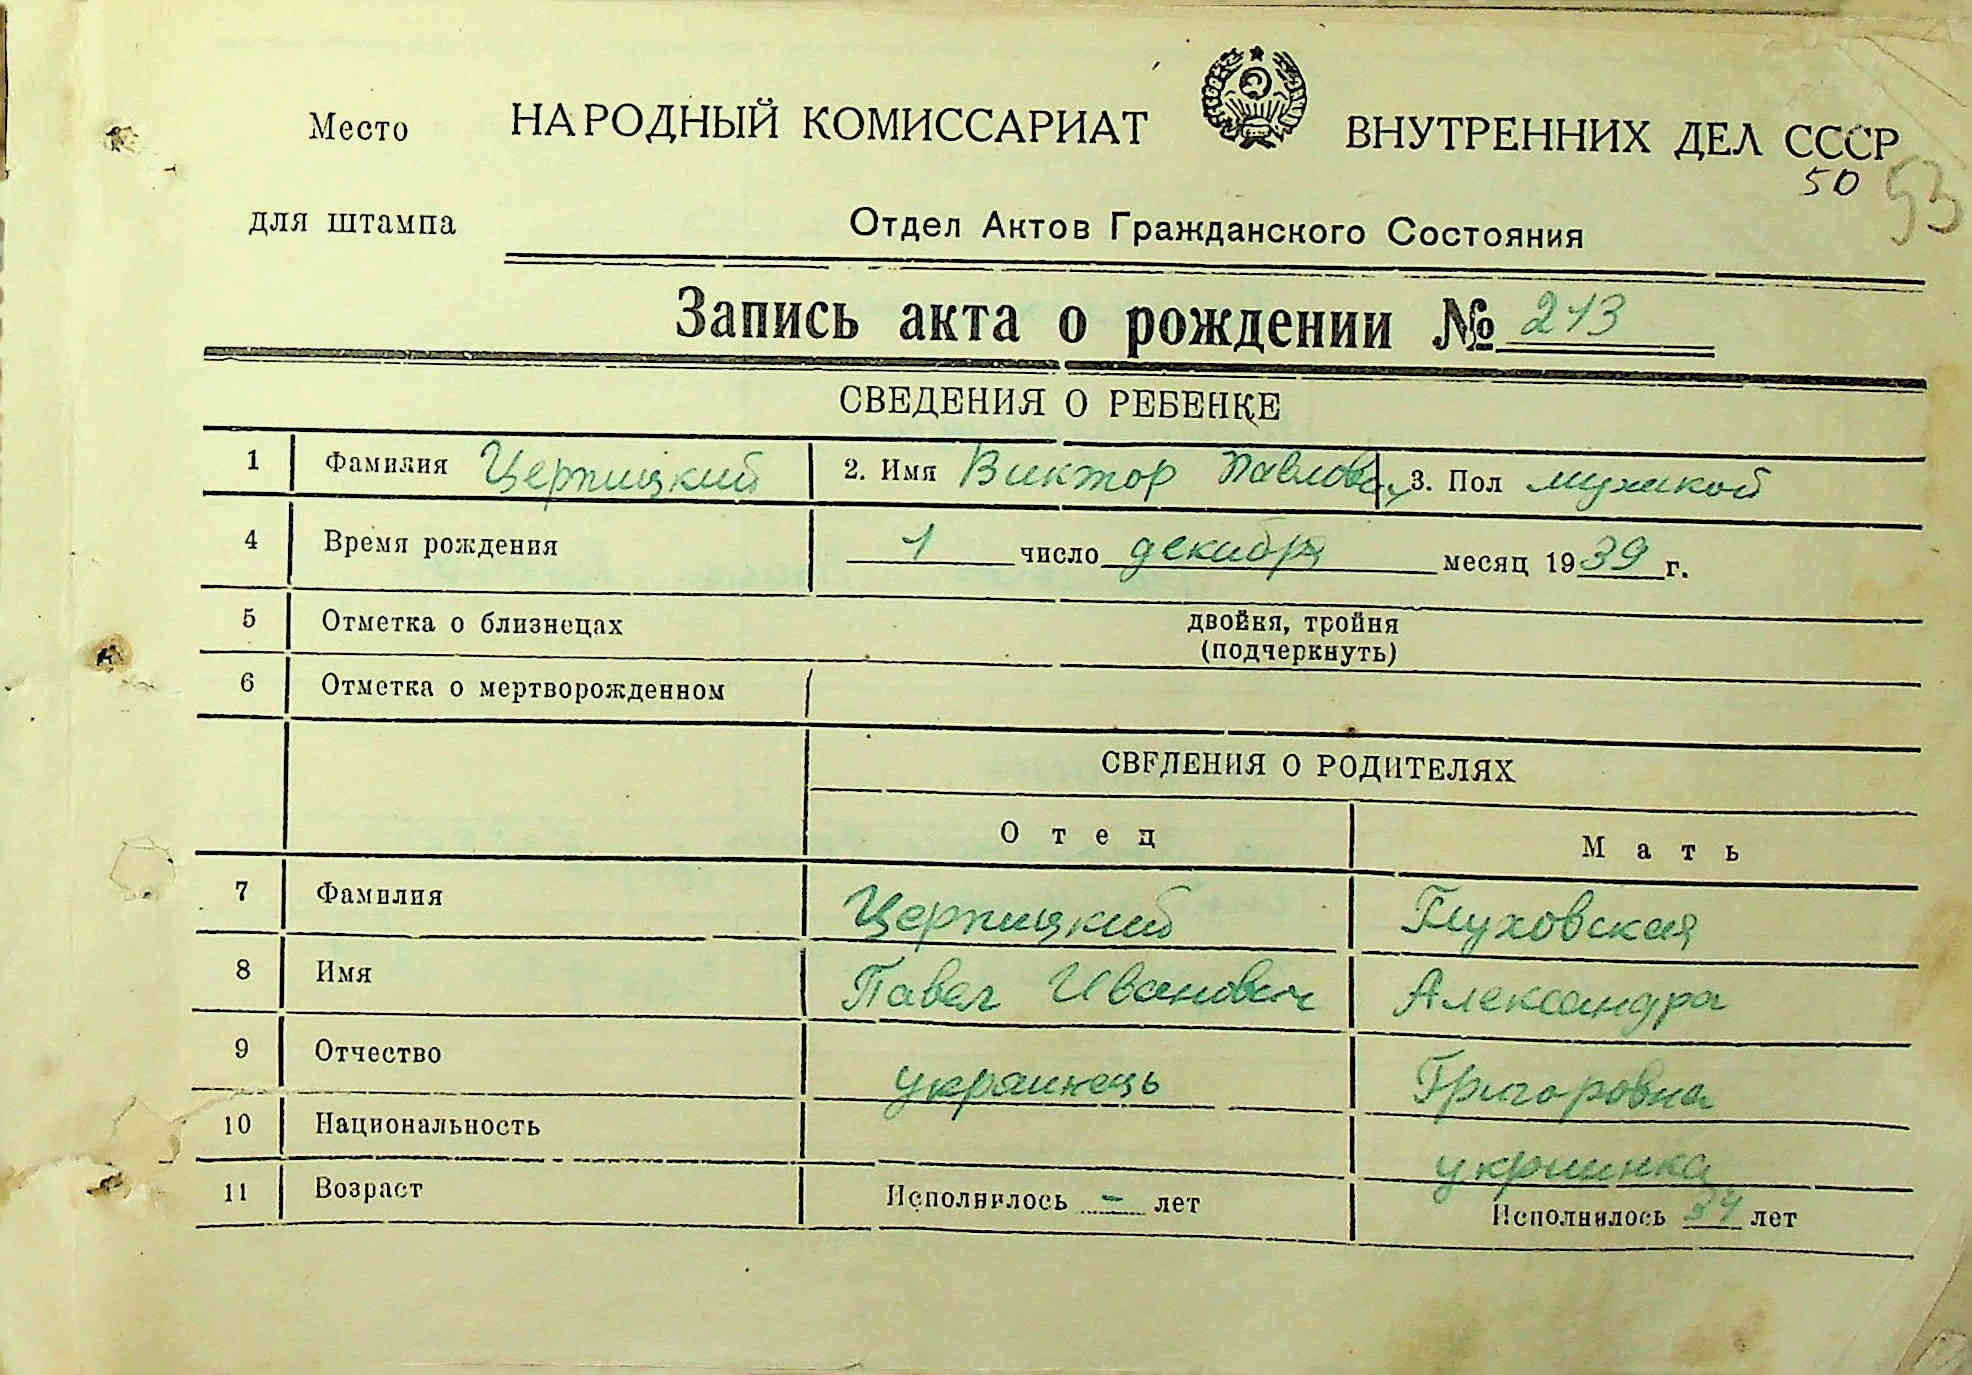 Место НАРОДНЫЙ КОМИССАРИАТ ВНУТРЕННИХ ДЕЛ СССР
50 53
для штампа Отдел Актов Гражданского Состояния
Запись акта о рождении № 213
СВЕДЕНИЯ О РЕБЕНКЕ
1 Фамилия Церпицкий 2. Имя Виктор Павлович 3. Пол мужской
4 Время рождения 1 число декабря месяц 1939 г.
5 Отметка о близнецах двойня, тройня
(подчеркнуть)
6 Отметка о мертворожденном
СВЕДЕНИЯ О РОДИТЕЛЯХ
Отец Мать
7 Фамилия Церпицкий Глуховская
8 Имя Павел Иванович Александра
9 Отчество украинець Григоровна
10 Национальность украинка
11 Возраст Исполнилось - лет Исполнилось 34 лет